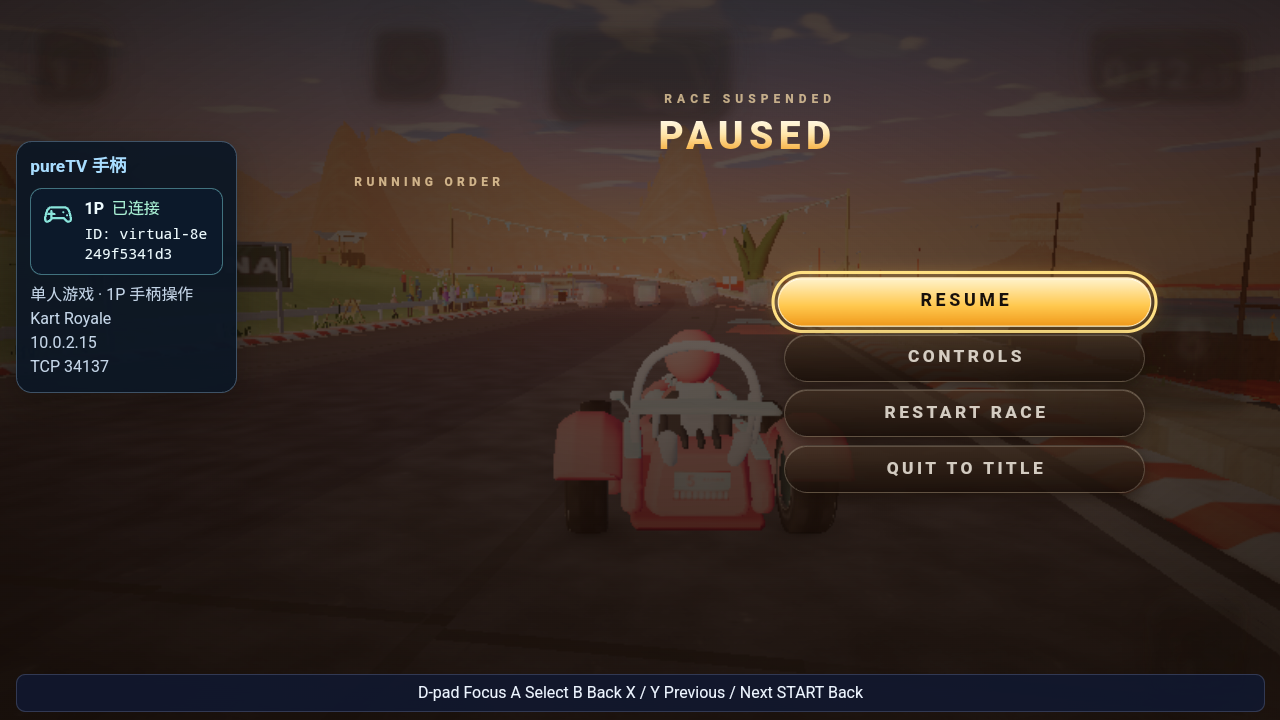 RACE SUSPENDED
PAUSED
RUNNING ORDER
pureTV 手柄
1P 已连接
ID: virtual-8e
249f5341d3
单人游戏 · 1P 手柄操作
Kart Royale
10.0.2.15
TCP 34137
RESUME
CONTROLS
RESTART RACE
QUIT TO TITLE
D-pad Focus A Select B Back X / Y Previous / Next START Back